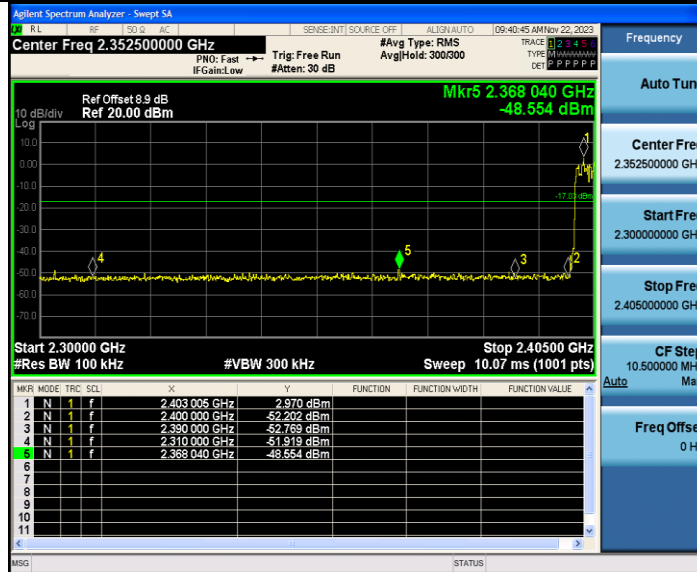 Agilent Spectrum Analyzer - Swept SA
RL RF 50 Ω AC SENSE:INT SOURCE OFF ALIGNAUTO 09:40:45 AM Nov 22, 2023
Center Freq 2.352500000 GHz
PNO: Fast
IFGain:Low
Trig: Free Run
#Atten: 30 dB
#Avg Type: RMS
Avg|Hold: 300/300
TRACE 1 2 3 4 5 6
TYPE M
DET P P P P P P
Ref Offset 8.9 dB
Ref 20.00 dBm
10 dB/div
Log
Mkr5 2.368 040 GHz
-48.554 dBm
10.0
0.00
-10.0
-20.0
-30.0
-40.0
-50.0
-60.0
-70.0
1
-17.03 dBm
4
5
3
2
Start 2.30000 GHz
#Res BW 100 kHz
#VBW 300 kHz
Stop 2.40500 GHz
Sweep 10.07 ms (1001 pts)
MKR MODE TRC SCL X Y FUNCTION FUNCTION WIDTH FUNCTION VALUE
1 N 1 f 2.403 005 GHz 2.970 dBm
2 N 1 f 2.400 000 GHz -52.202 dBm
3 N 1 f 2.390 000 GHz -52.769 dBm
4 N 1 f 2.310 000 GHz -51.919 dBm
5 N 1 f 2.368 040 GHz -48.554 dBm
6
7
8
9
10
11
MSG STATUS
Frequency
Auto Tun
Center Fre
2.352500000 GH
Start Fre
2.300000000 GH
Stop Fre
2.405000000 GH
CF Ste
10.500000 MH
Auto Ma
Freq Offse
0 H